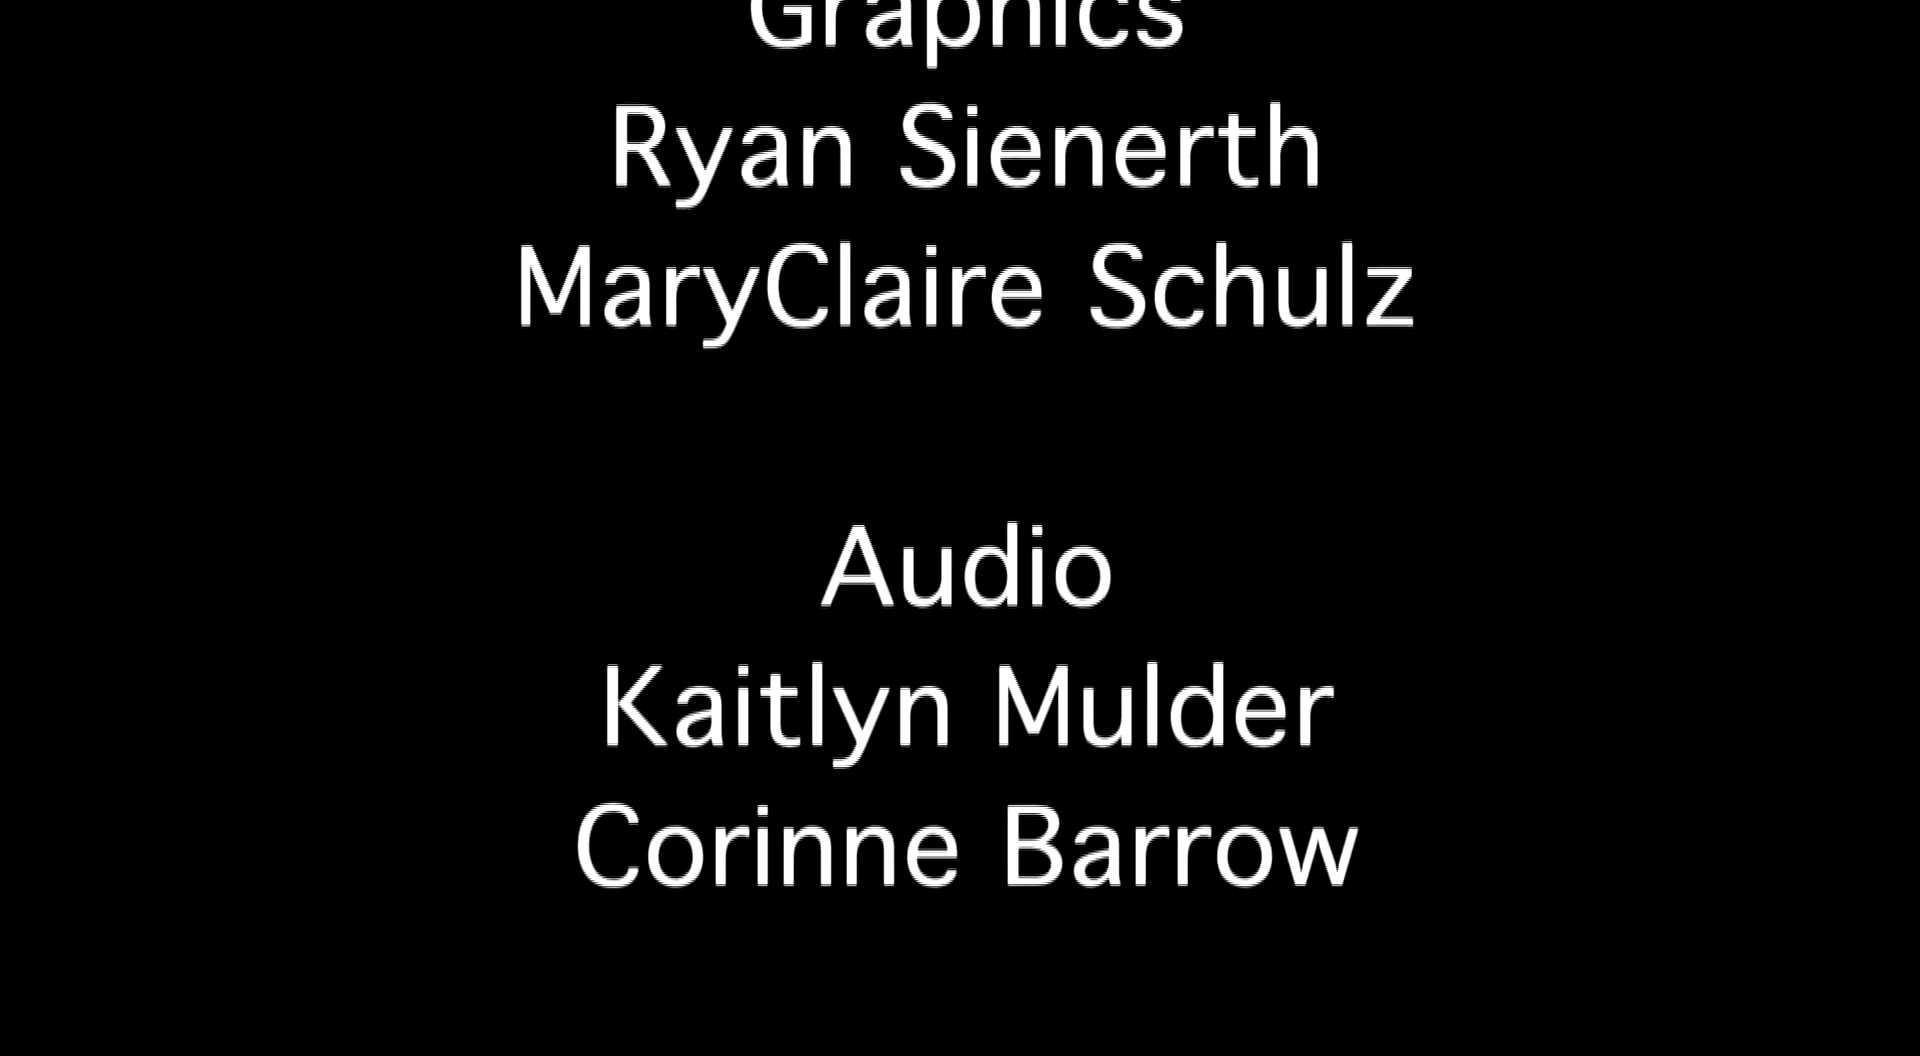 Graphics
Ryan Sienerth
MaryClaire Schulz
Audio
Kaitlyn Mulder
Corinne Barrow